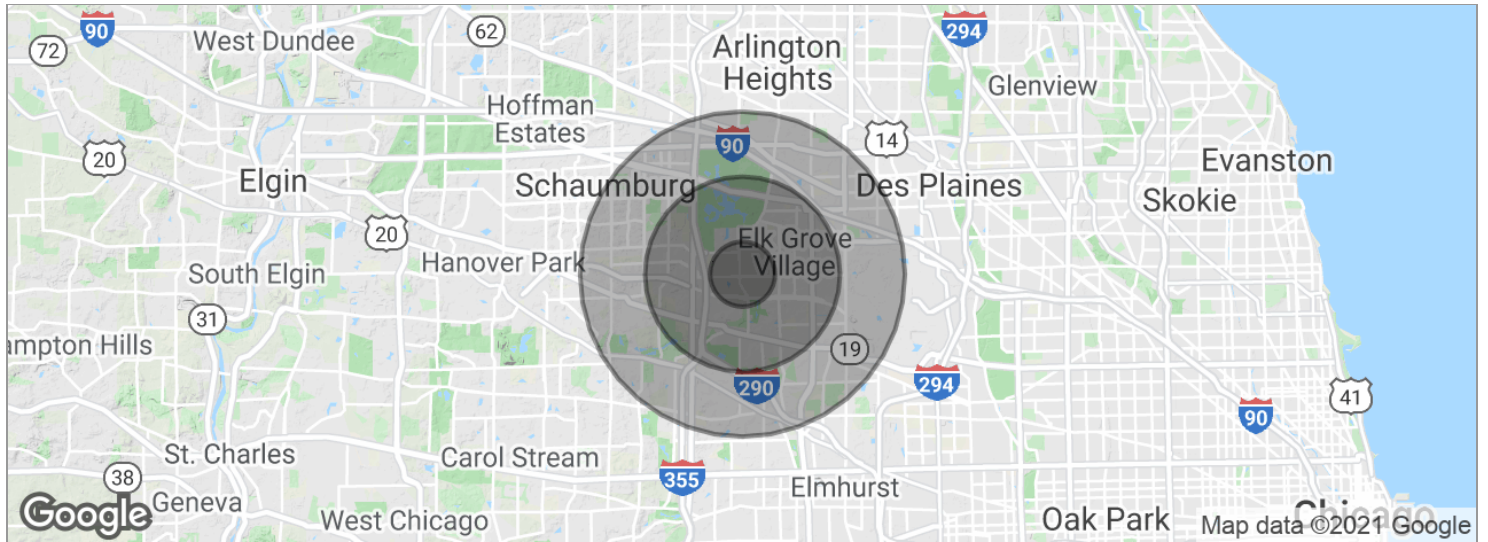 90
62
294
West Dundee
Arlington
Heights
72
Glenview
Hoffman
Estates
90
14
20
Evanston
Elgin
Schaumburg
Des Plaines
Skokie
20
Elk Grove
Village
Hanover Park
South Elgin
31
ampton Hills
19
290
294
41
90
St. Charles
Carol Stream
38
355
Elmhurst
Geneva
Google
West Chicago
Oak Park
Chicago
Map data ©2021 Google